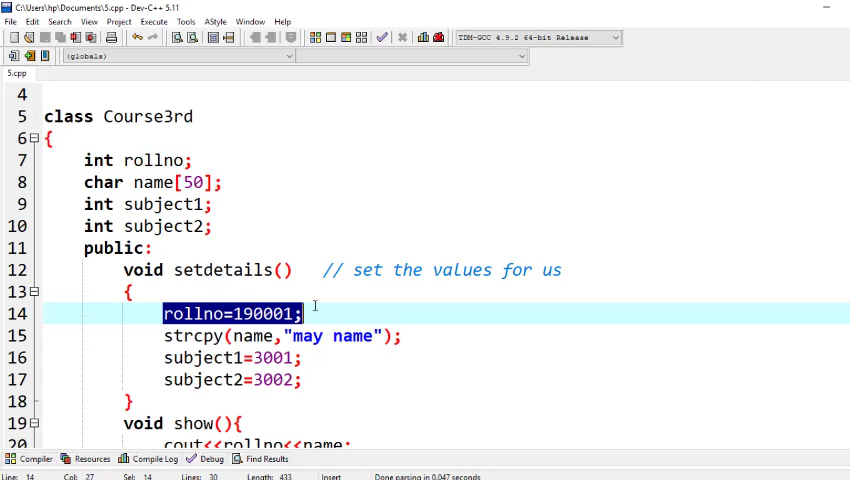 C:\Users\hp\Documents\5.cpp - Dev-C++ 5.11
File Edit Search View Project Execute Tools AStyle Window Help
TDM-GCC 4.9.2 64-bit Release
(globals)
5.cpp
4
5 class Course3rd
6 {
7 int rollno;
8 char name[50];
9 int subject1;
10 int subject2;
11 public:
12 void setdetails() // set the values for us
13 {
14 rollno=190001;
15 strcpy(name,"may name");
16 subject1=3001;
17 subject2=3002;
18 }
19 void show(){
20 cout<<rollno<<name;
Compiler Resources Compile Log Debug Find Results
Line: 14 Col: 27 Sel: 14 Lines: 30 Length: 433 Insert Done parsing in 0.047 seconds